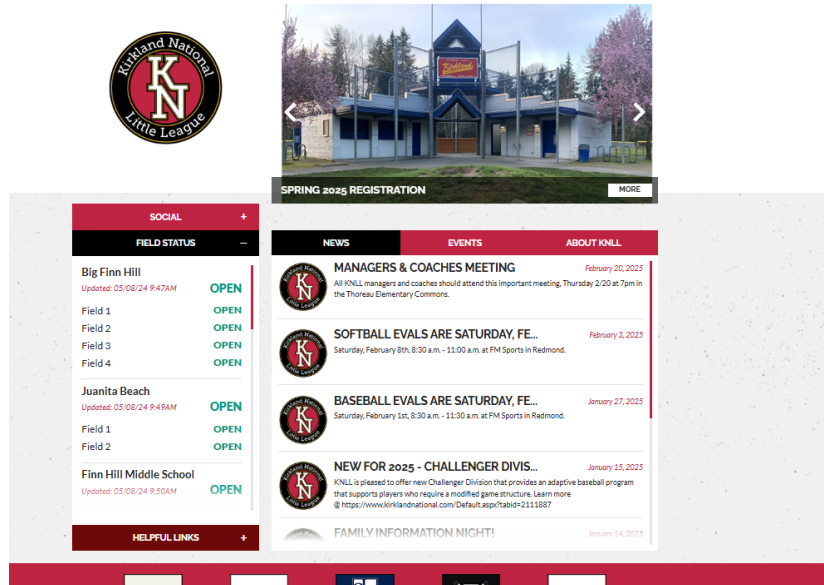 Kirkland National
KN
Little League
Kirkland
SPRING 2025 REGISTRATION
MORE
SOCIAL +
FIELD STATUS –
Big Finn Hill
Updated: 05/08/24 9:47AM OPEN
Field 1 OPEN
Field 2 OPEN
Field 3 OPEN
Field 4 OPEN
Juanita Beach
Updated: 05/08/24 9:49AM OPEN
Field 1 OPEN
Field 2 OPEN
Finn Hill Middle School
Updated: 05/08/24 9:50AM OPEN
HELPFUL LINKS +
NEWS EVENTS ABOUT KNLL
MANAGERS & COACHES MEETING February 20, 2025
All KNLL managers and coaches should attend this important meeting, Thursday 2/20 at 7pm in
the Thoreau Elementary Commons.
SOFTBALL EVALS ARE SATURDAY, FE... February 3, 2025
Saturday, February 8th, 8:30 a.m. - 11:00 a.m. at FM Sports in Redmond.
BASEBALL EVALS ARE SATURDAY, FE... January 27, 2025
Saturday, February 1st, 8:30 a.m. - 11:30 a.m. at FM Sports in Redmond.
NEW FOR 2025 - CHALLENGER DIVIS... January 15, 2025
KNLL is pleased to offer new Challenger Division that provides an adaptive baseball program
that supports players who require a modified game structure. Learn more
@ https://www.kirklandnational.com/Default.aspx?tabid=2111887
FAMILY INFORMATION NIGHT! January 14, 2025